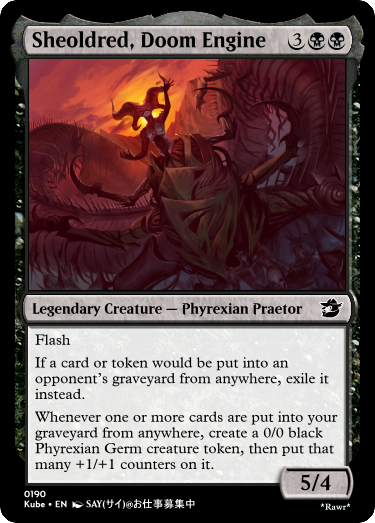 Sheoldred, Doom Engine 3
Legendary Creature — Phyrexian Praetor
Flash
If a card or token would be put into an
opponent's graveyard from anywhere, exile it
instead.
Whenever one or more cards are put into your
graveyard from anywhere, create a 0/0 black
Phyrexian Germ creature token, then put that
many +1/+1 counters on it.
5/4
0190
Kube • EN SAY(サイ)@お仕事募集中
*Rawr*